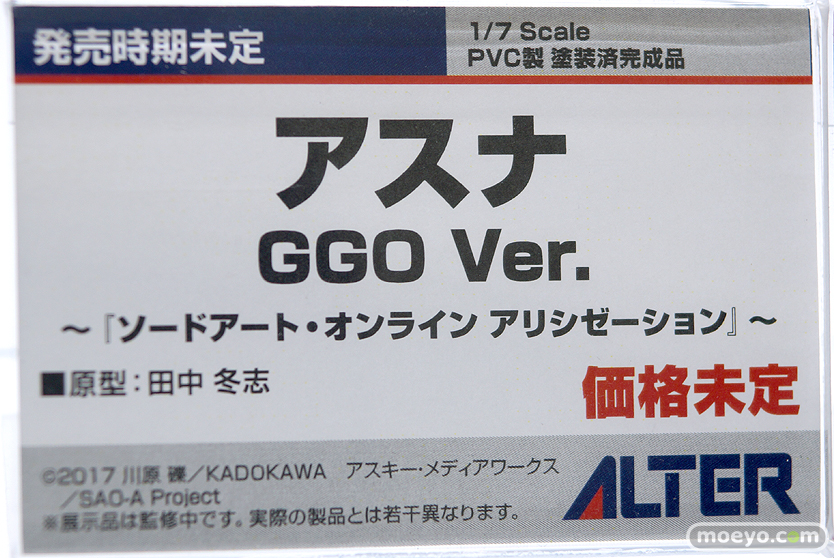 発売時期未定
1/7 Scale
PVC製 塗装済完成品
アスナ
GGO Ver.
～『ソードアート・オンライン アリシゼーション』～
■原型：田中 冬志
価格未定
©2017 川原 礫／KADOKAWA アスキー・メディアワークス
／SAO-A Project
※展示品は監修中です。実際の製品とは若干異なります。
ALTER
moeyo.com